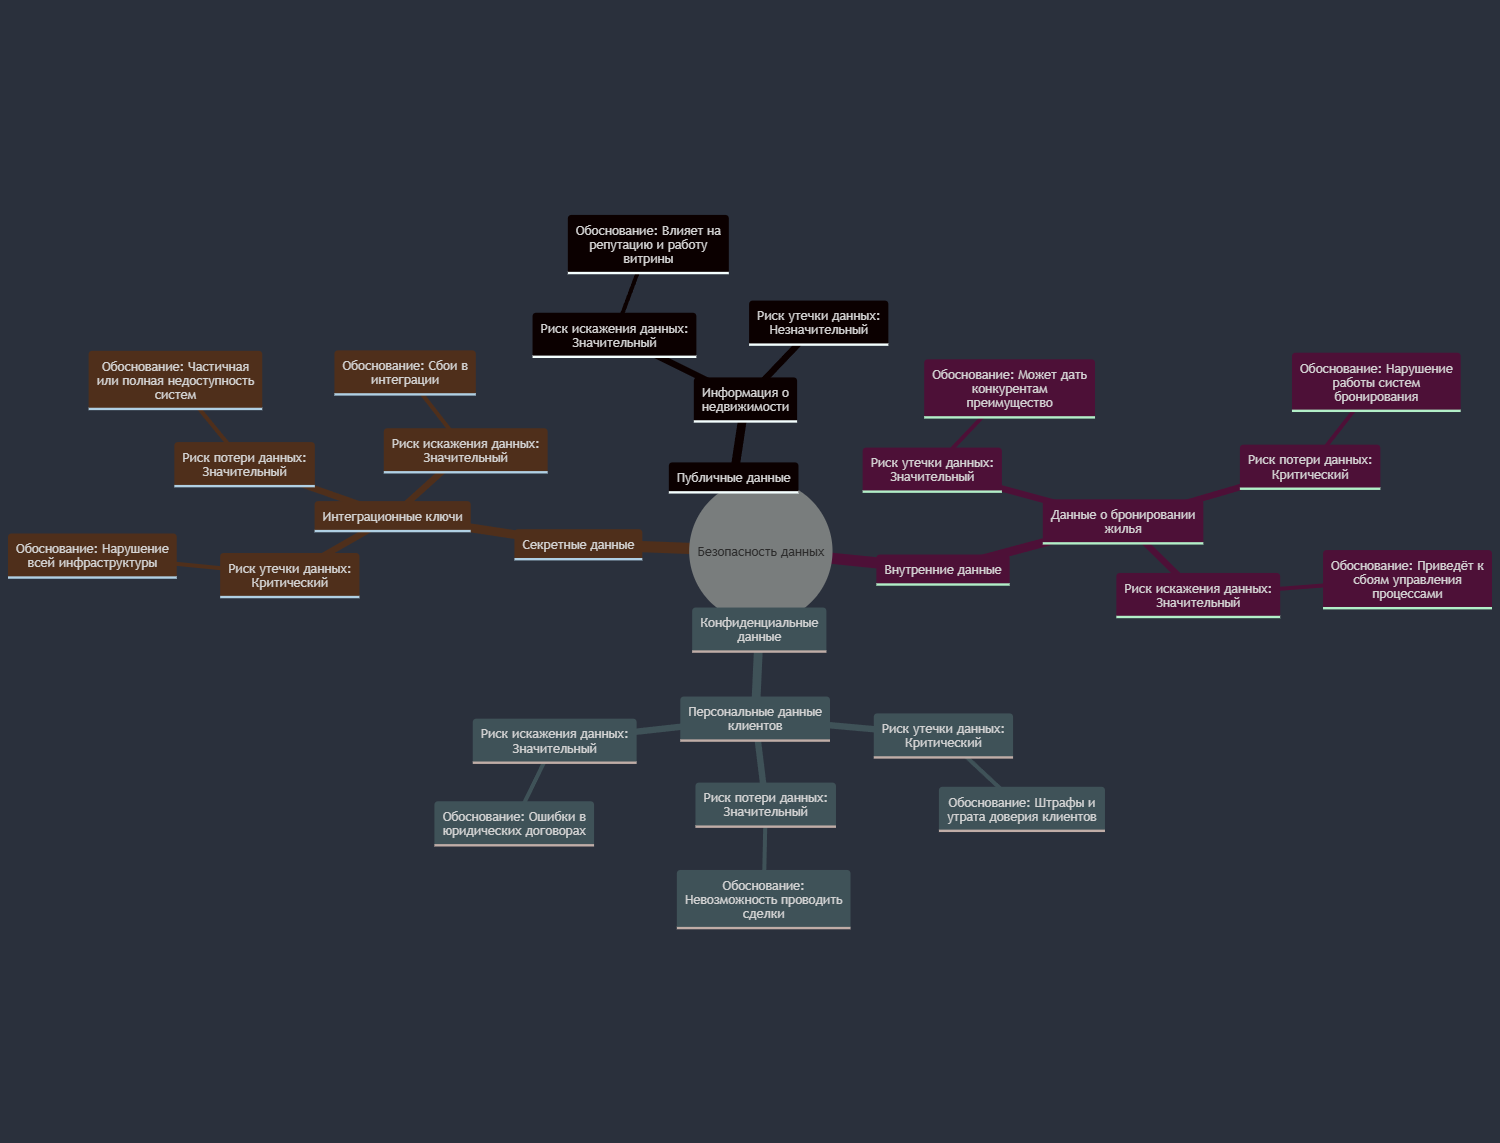 Обоснование: Влияет на
репутацию и работу
витрины
Риск искажения данных:
Значительный
Риск утечки данных:
Незначительный
Информация о
недвижимости
Публичные данные
Обоснование: Частичная
или полная недоступность
систем
Обоснование: Сбои в
интеграции
Риск потери данных:
Значительный
Риск искажения данных:
Значительный
Интеграционные ключи
Секретные данные
Обоснование: Нарушение
всей инфраструктуры
Риск утечки данных:
Критический
Безопасность данных
Обоснование: Может дать
конкурентам
преимущество
Обоснование: Нарушение
работы систем
бронирования
Риск утечки данных:
Значительный
Риск потери данных:
Критический
Данные о бронировании
жилья
Внутренние данные
Риск искажения данных:
Значительный
Обоснование: Приведёт к
сбоям управления
процессами
Конфиденциальные
данные
Персональные данные
клиентов
Риск искажения данных:
Значительный
Риск утечки данных:
Критический
Риск потери данных:
Значительный
Обоснование: Ошибки в
юридических договорах
Обоснование: Штрафы и
утрата доверия клиентов
Обоснование:
Невозможность проводить
сделки